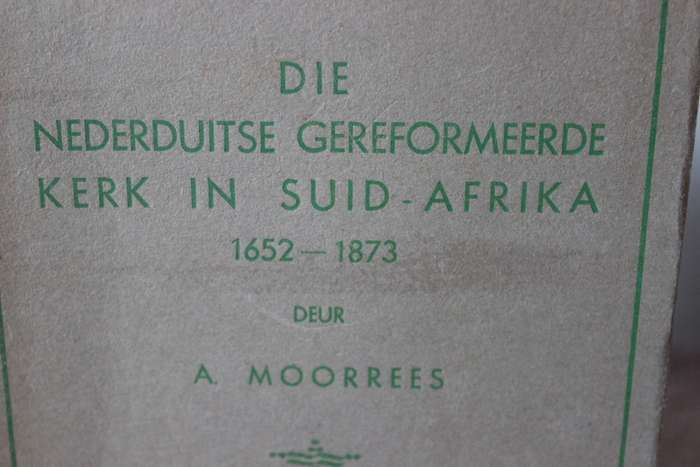 DIE
NEDERDUITSE GEREFORMEERDE
KERK IN SUID-AFRIKA
1652—1873
DEUR
A. MOORREES